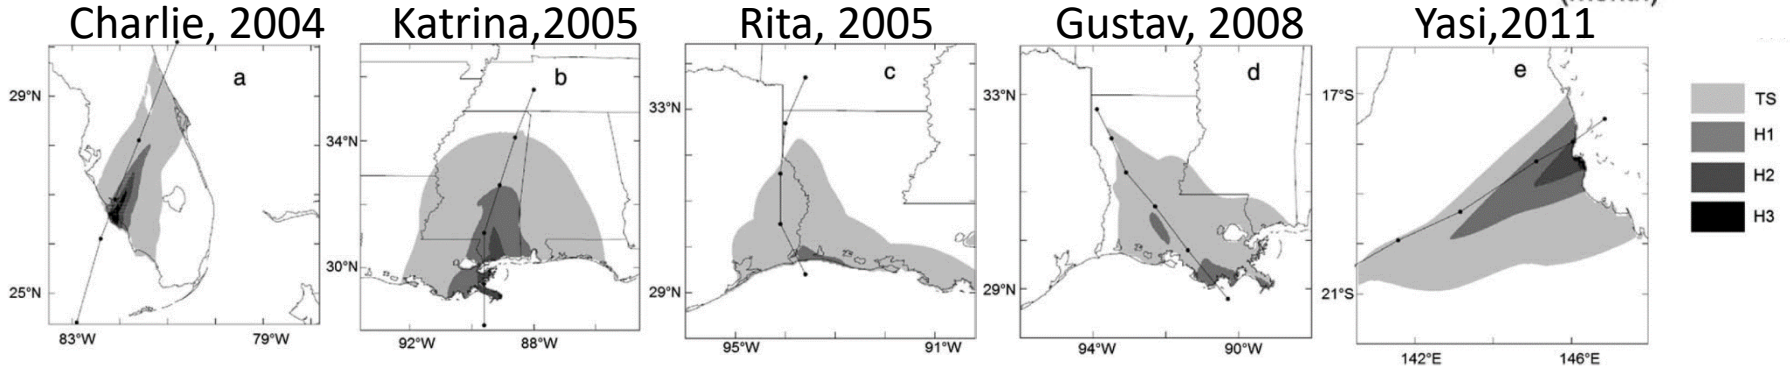 Charlie, 2004
Katrina,2005
Rita, 2005
Gustav, 2008
Yasi,2011
a
29°N
25°N
83°W
79°W
b
34°N
30°N
92°W
88°W
c
33°N
29°N
95°W
91°W
d
33°N
29°N
94°W
90°W
e
17°S
21°S
142°E
146°E
TS
H1
H2
H3